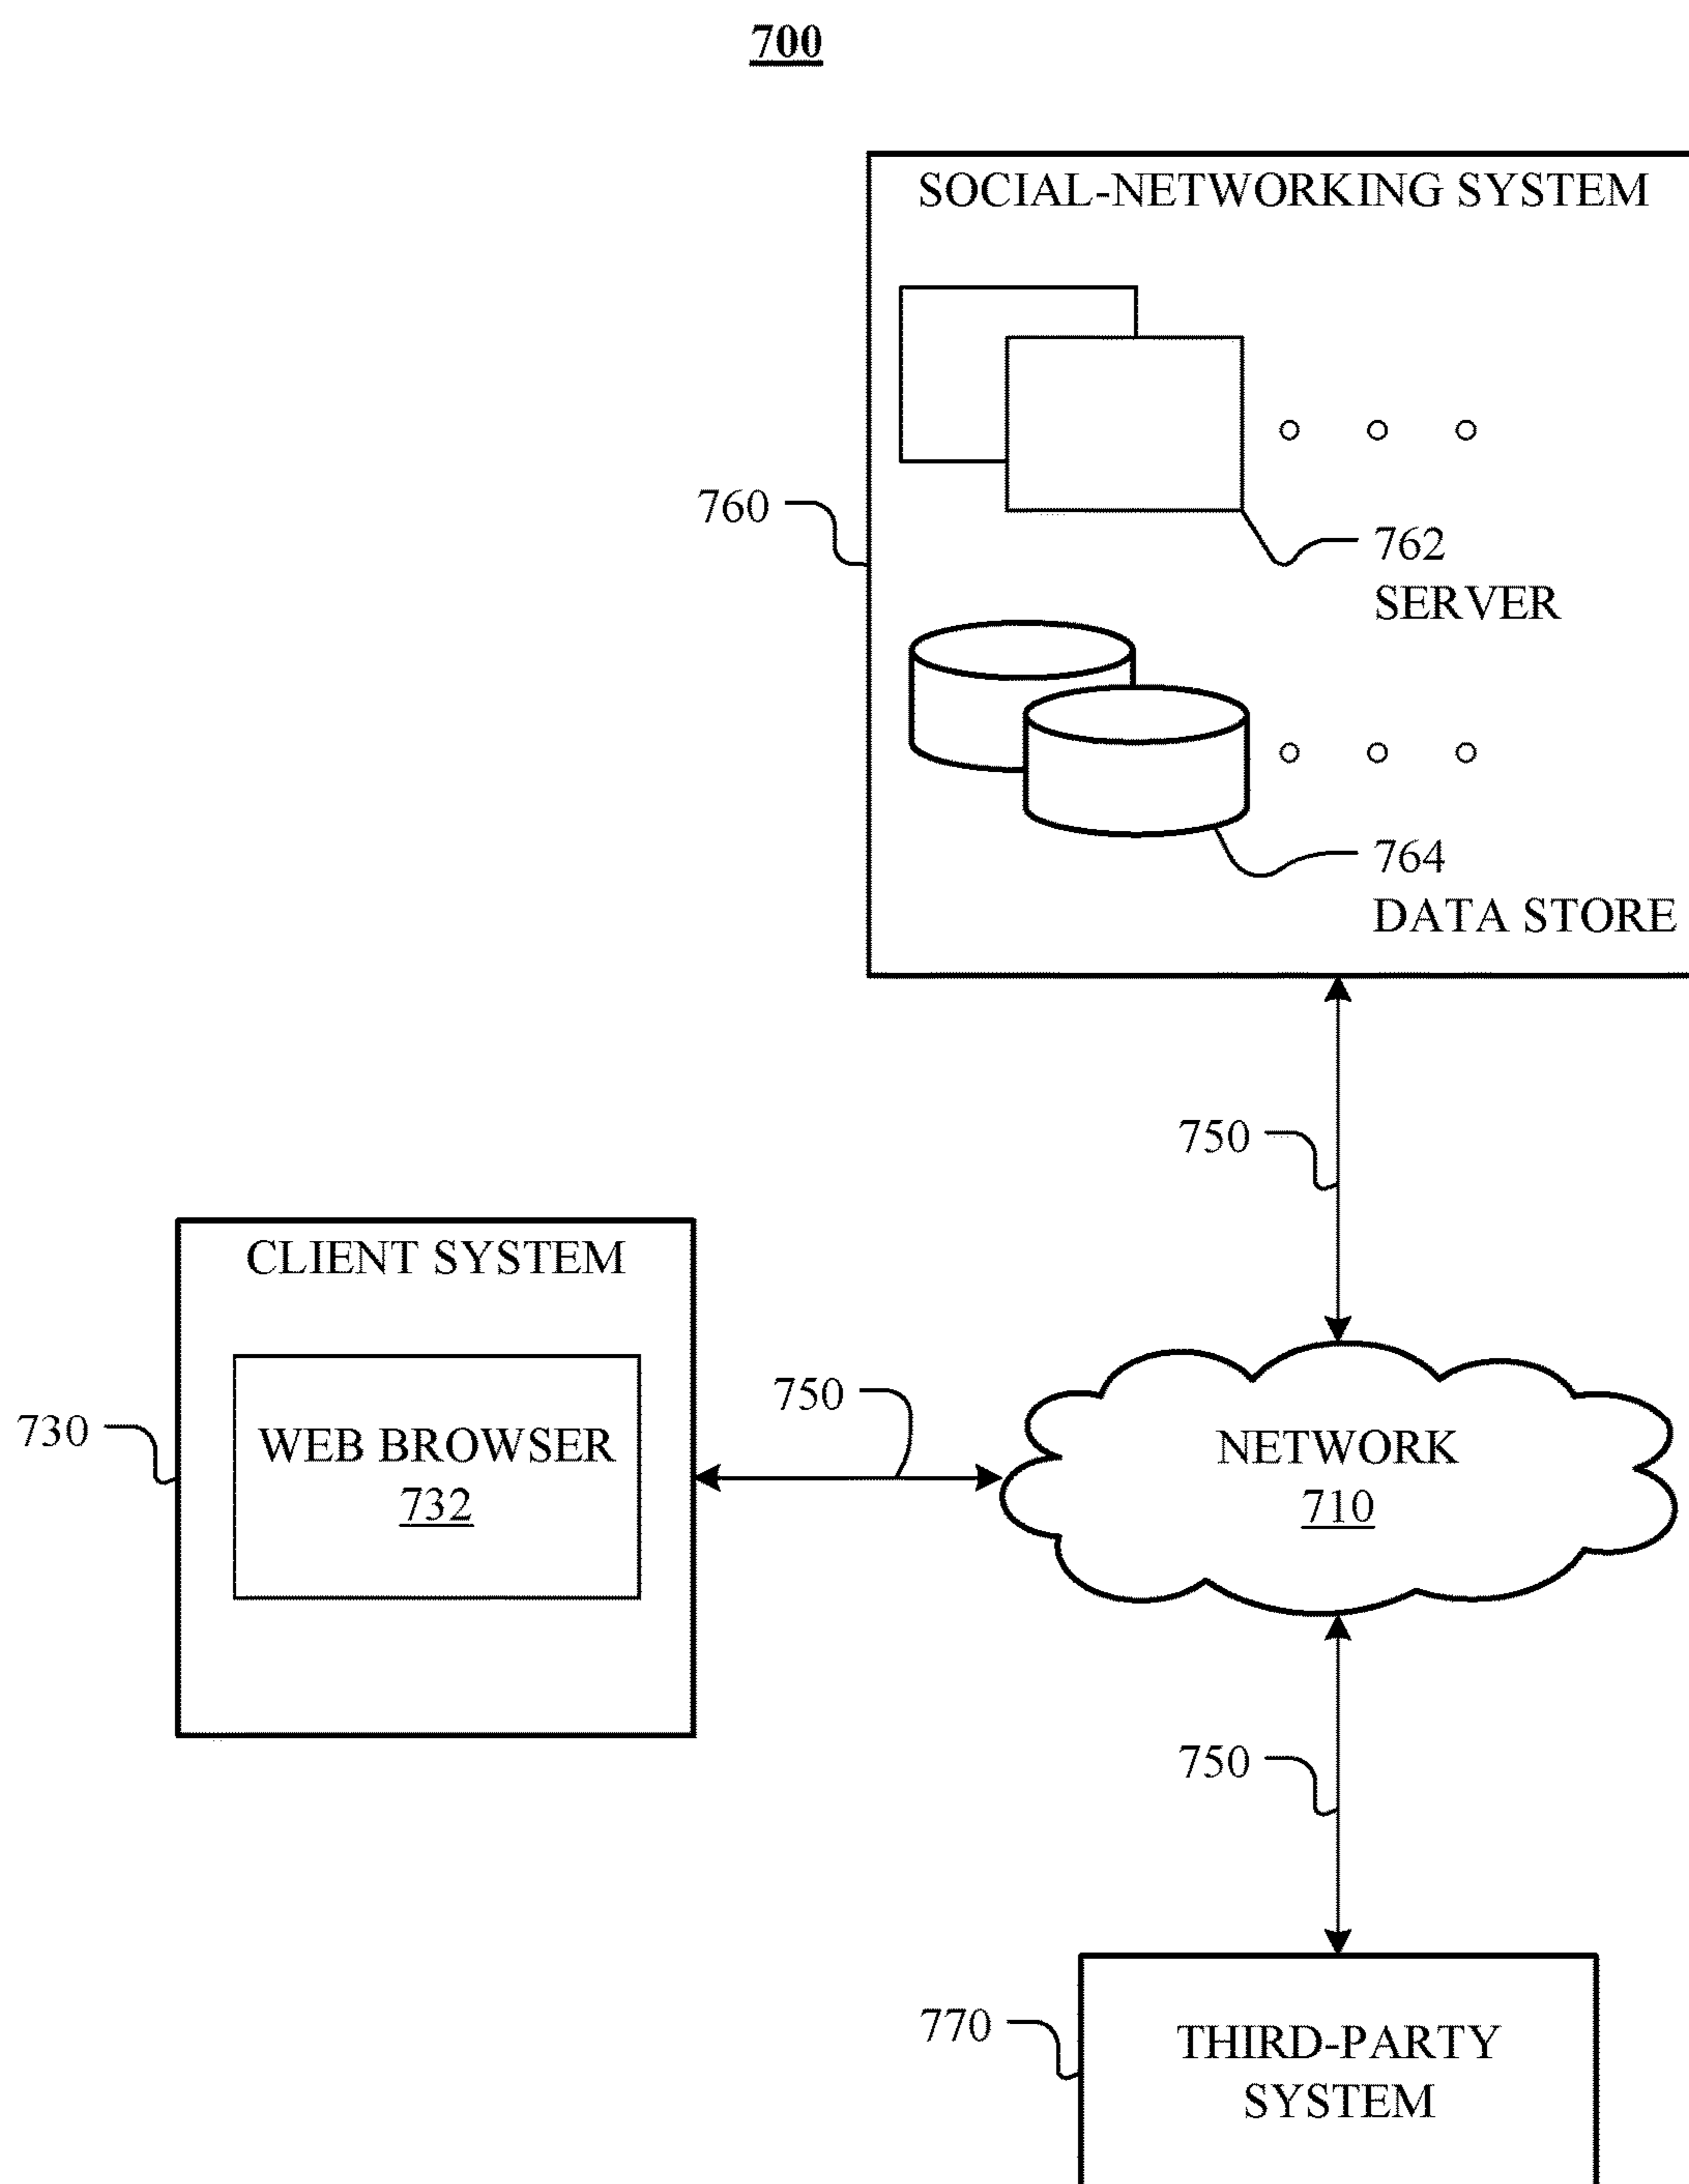 700
SOCIAL-NETWORKING SYSTEM
760
762
SERVER
764
DATA STORE
750
CLIENT SYSTEM
730
WEB BROWSER
732
750
NETWORK
710
750
770
THIRD-PARTY
SYSTEM